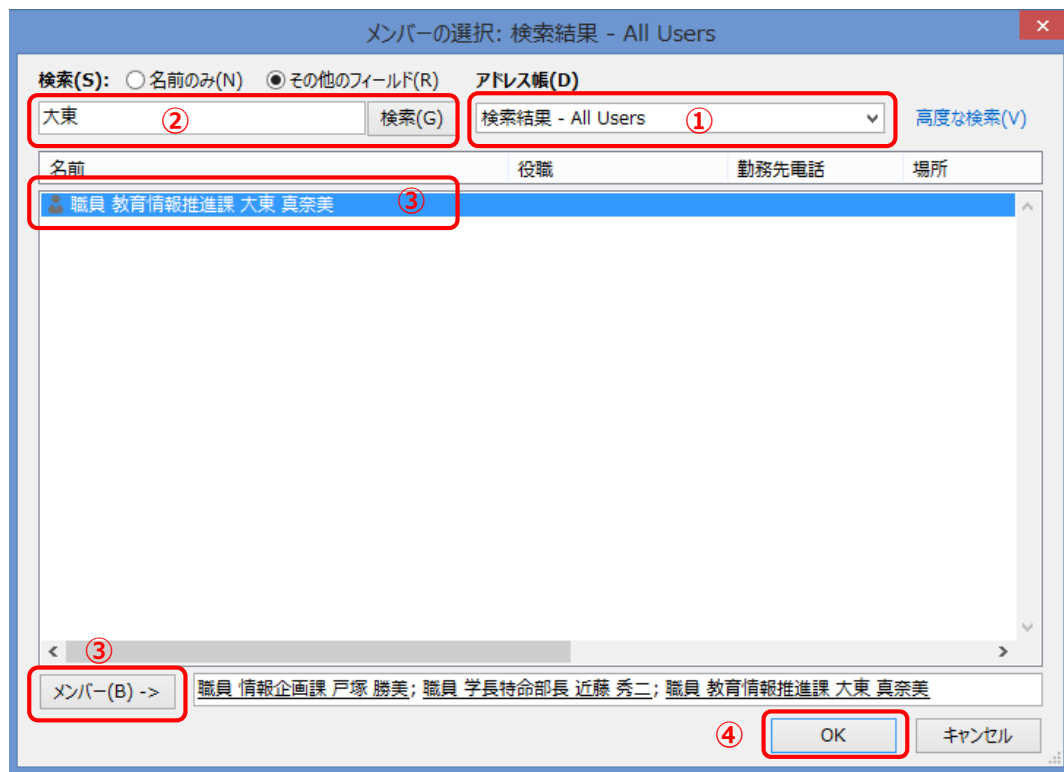 メンバーの選択: 検索結果 - All Users
検索(S): 名前のみ(N) その他のフィールド(R) アドレス帳(D)
大東 ② 検索(G) 検索結果 - All Users ① 高度な検索(V)
名前 役職 勤務先電話 場所
職員 教育情報推進課 大東 真奈美 ③
③
メンバー(B) -> 職員 情報企画課 戸塚 勝美; 職員 学長特命部長 近藤 秀二; 職員 教育情報推進課 大東 真奈美
④ OK キャンセル